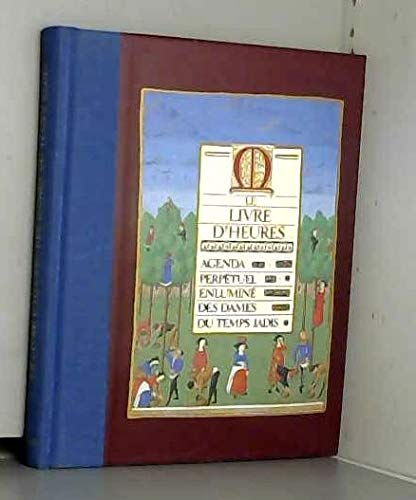 M
LE
LIVRE
D'HEURES
AGENDA
PERPÉTUEL
ENLUMINÉ
DES DAMES
DU TEMPS JADIS